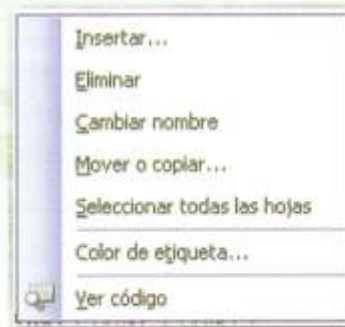 Insertar...
Eliminar
Cambiar nombre
Mover o copiar...
Seleccionar todas las hojas
Color de etiqueta...
Ver código